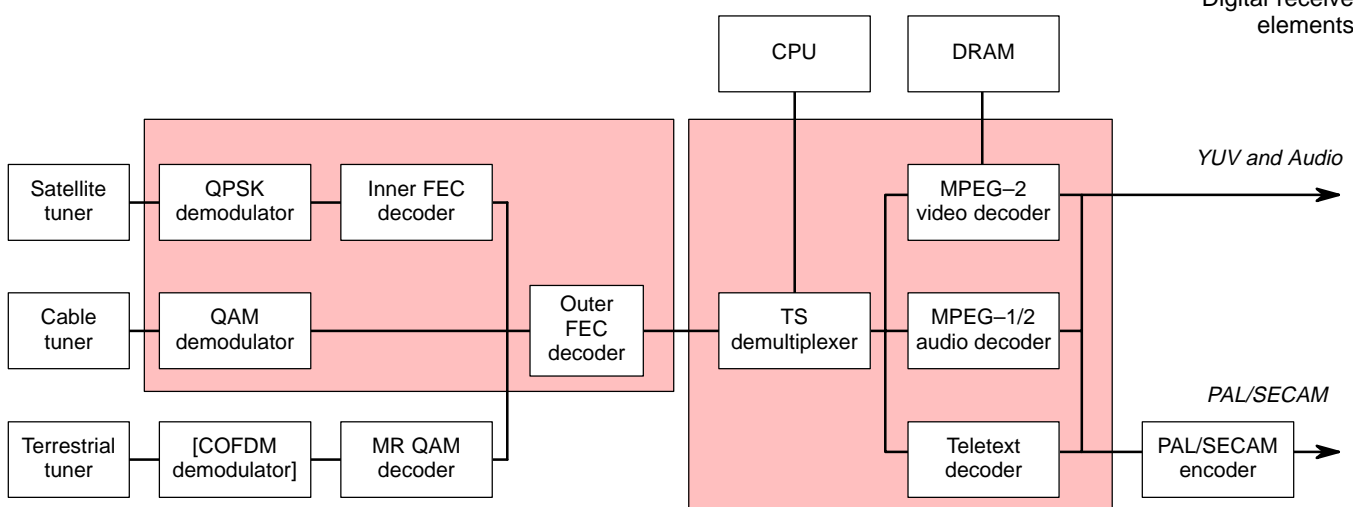 Digital receive
elements
CPU
DRAM
YUV and Audio
Satellite
tuner
QPSK
demodulator
Inner FEC
decoder
MPEG–2
video decoder
Cable
tuner
QAM
demodulator
Outer
FEC
decoder
TS
demultiplexer
MPEG–1/2
audio decoder
PAL/SECAM
Terrestrial
tuner
[COFDM
demodulator]
MR QAM
decoder
Teletext
decoder
PAL/SECAM
encoder